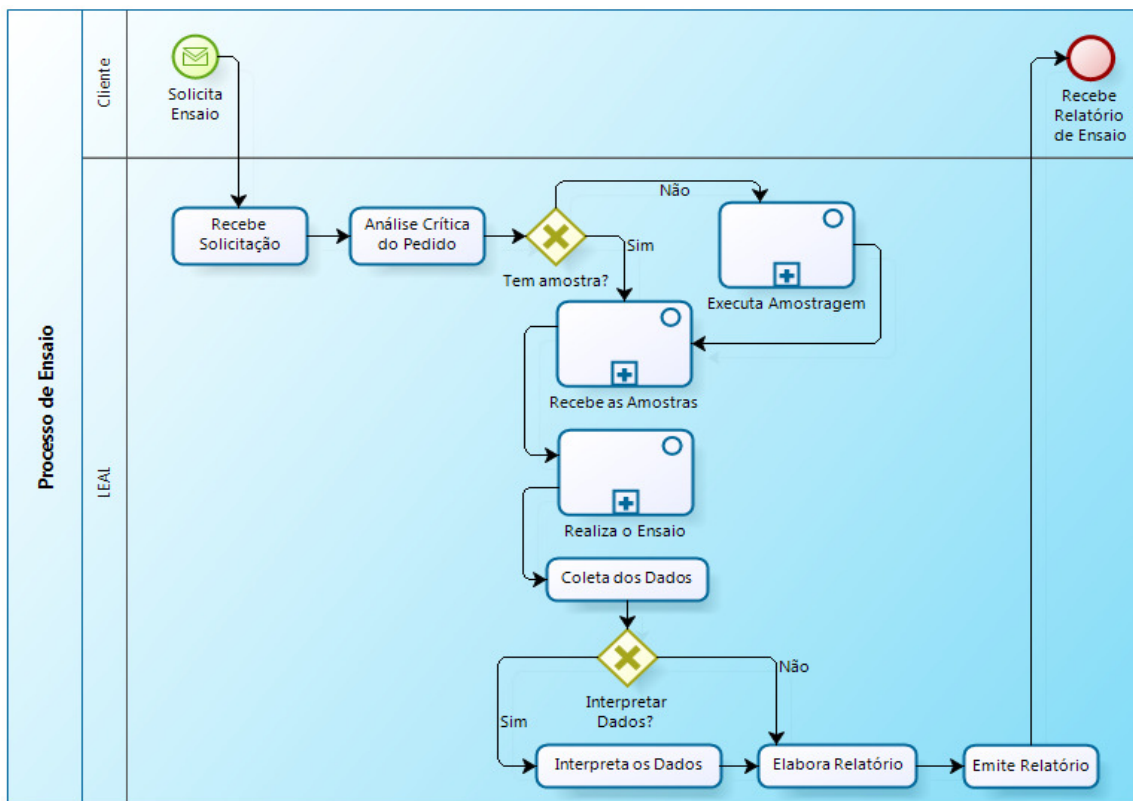 Processo de Ensaio
Cliente
Solicita
Ensaio
Recebe
Relatório
de Ensaio
LEAL
Recebe
Solicitação
Análise Crítica
do Pedido
Tem amostra?
Não
Sim
Executa Amostragem
Recebe as Amostras
Realiza o Ensaio
Coleta dos Dados
Interpretar
Dados?
Não
Sim
Interpreta os Dados
Elabora Relatório
Emite Relatório